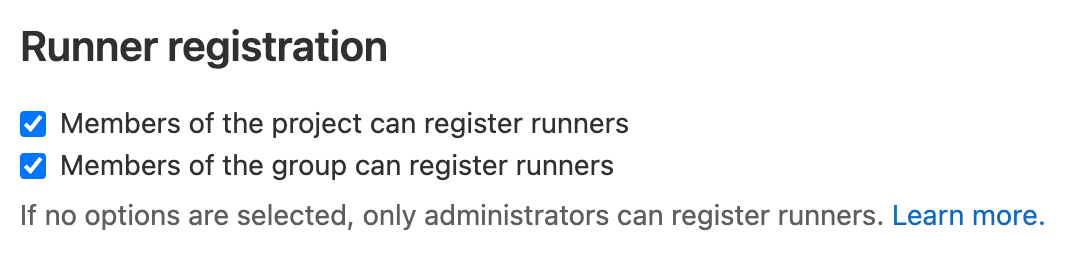 Runner registration
Members of the project can register runners
Members of the group can register runners
If no options are selected, only administrators can register runners. Learn more.